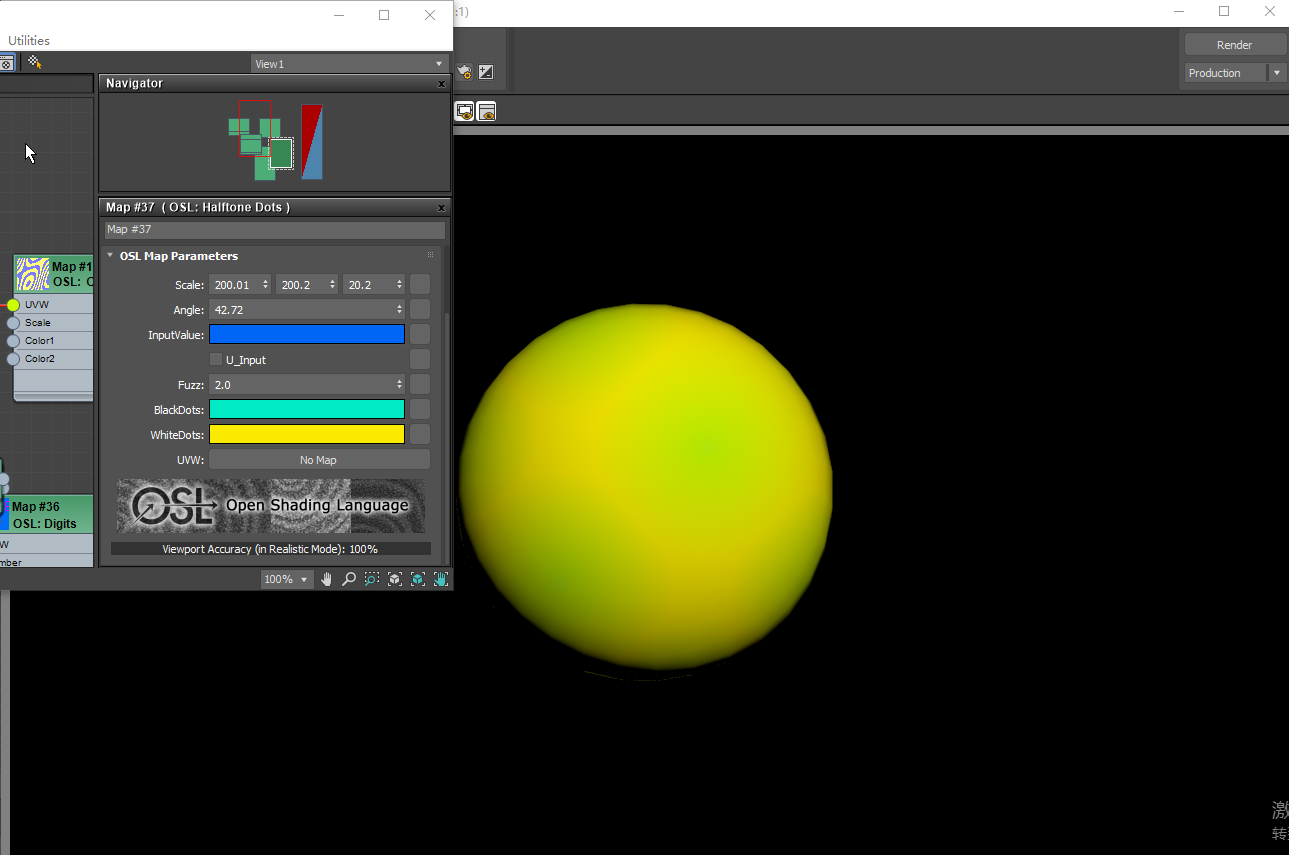 :1)
Utilities
View1
Render
Production
Navigator
Map #37 ( OSL: Halftone Dots )
Map #37
OSL Map Parameters
Scale: 200.01 200.2 20.2
Angle: 42.72
InputValue:
U_Input
Fuzz: 2.0
BlackDots:
WhiteDots:
UVW: No Map
OSL Open Shading Language
Viewport Accuracy (in Realistic Mode): 100%
100%
Map #1
OSL: C
UVW
Scale
Color1
Color2
Map #36
OSL: Digits
W
mber
激
转到